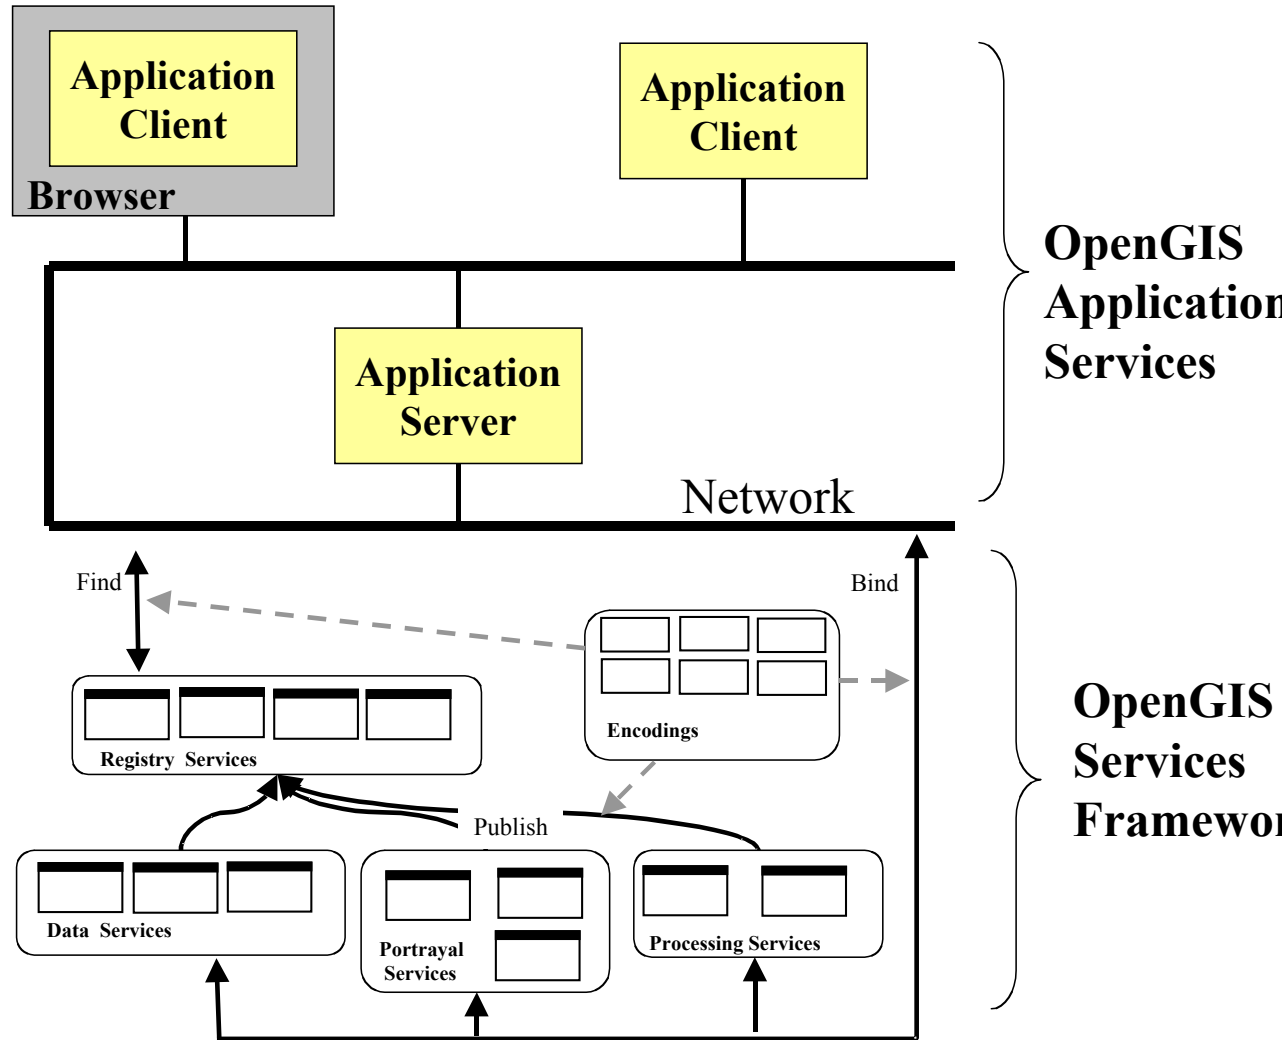 Application
Client
Browser
Application
Client
OpenGIS
Application
Services
Application
Server
Network
Find
Bind
Encodings
Registry Services
OpenGIS
Services
Publish
Data Services
Portrayal
Services
Processing Services